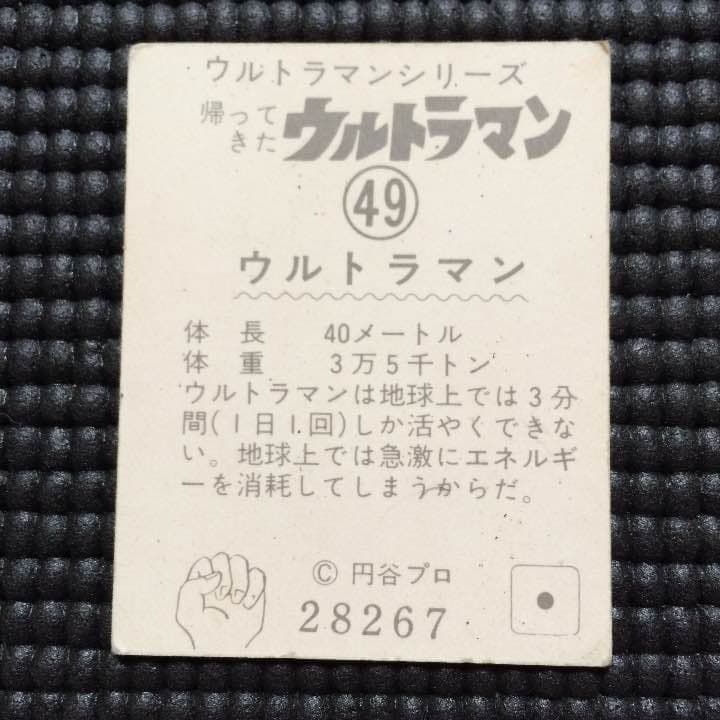 ウルトラマンシリーズ
帰って
きた
ウルトラマン
49
ウルトラマン
体長 40メートル
体重 3万5千トン
ウルトラマンは地球上では3分
間(1日1.回)しか活やくできな
い。地球上では急激にエネルギ
ーを消耗してしまうからだ。
© 円谷プロ
28267